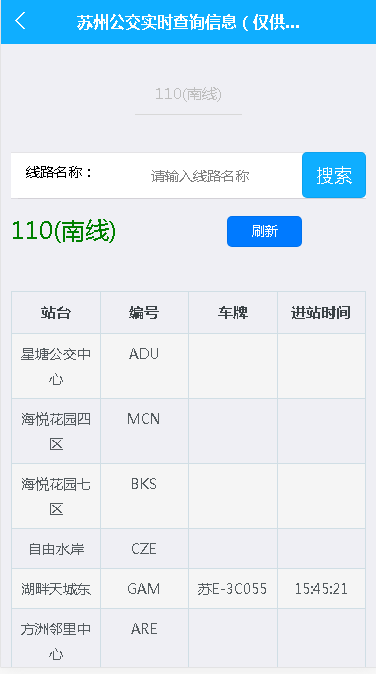 苏州公交实时查询信息（仅供...
110(南线)
线路名称： 请输入线路名称 搜索
110(南线) 刷新
站台 编号 车牌 进站时间
星塘公交中 ADU
心
海悦花园四 MCN
区
海悦花园七 BKS
区
自由水岸 CZE
湖畔天城东 GAM 苏E-3C055 15:45:21
方洲邻里中 ARE
心